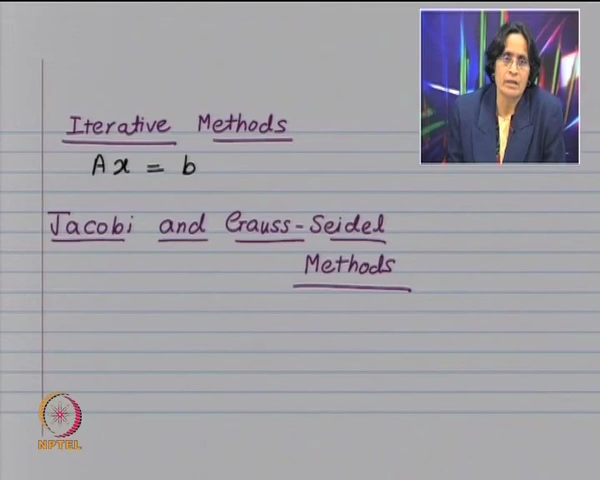 Iterative Methods
Ax = b
Jacobi and Gauss-Seidel
Methods
NPTEL